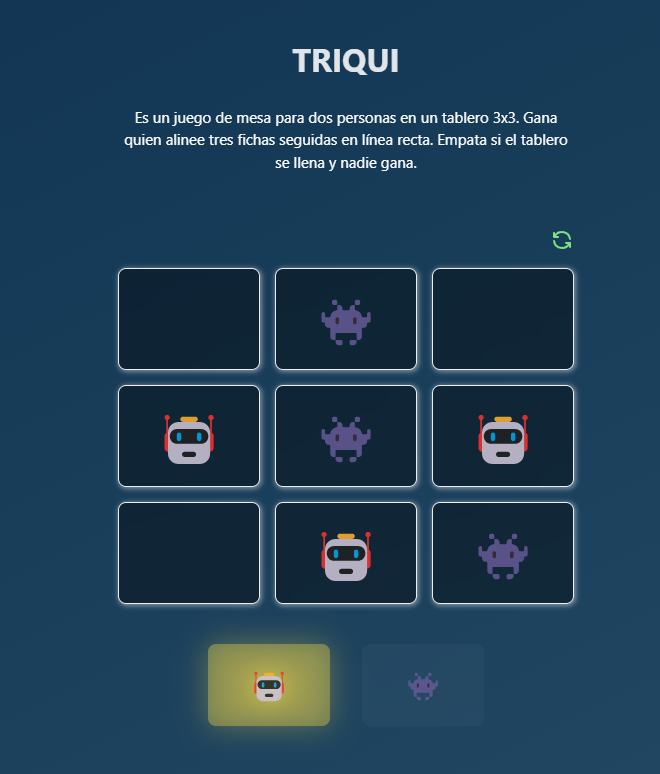 TRIQUI
Es un juego de mesa para dos personas en un tablero 3x3. Gana
quien alinee tres fichas seguidas en línea recta. Empata si el tablero
se llena y nadie gana.